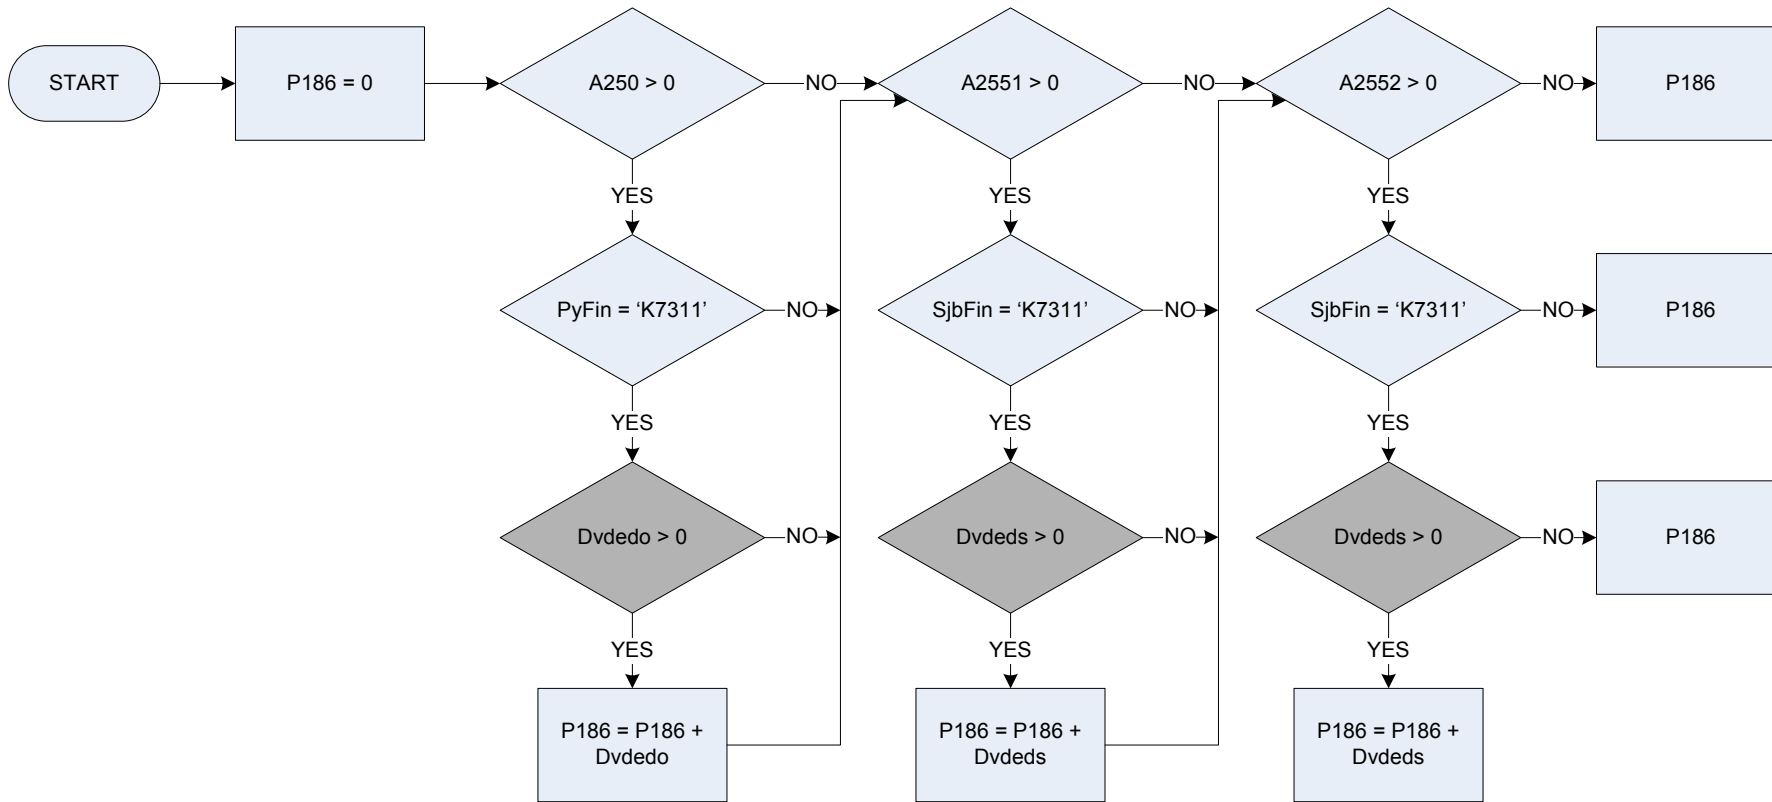 START
P186 = 0
A250 > 0
NO
A2551 > 0
NO
A2552 > 0
NO
P186
YES
YES
YES
PyFin = ‘K7311’
NO
SjbFin = ‘K7311’
NO
SjbFin = ‘K7311’
NO
P186
YES
YES
YES
Dvdedo > 0
NO
Dvdeds > 0
NO
Dvdeds > 0
NO
P186
YES
YES
YES
P186 = P186 +
Dvdedo
P186 = P186 +
Dvdeds
P186 = P186 +
Dvdeds